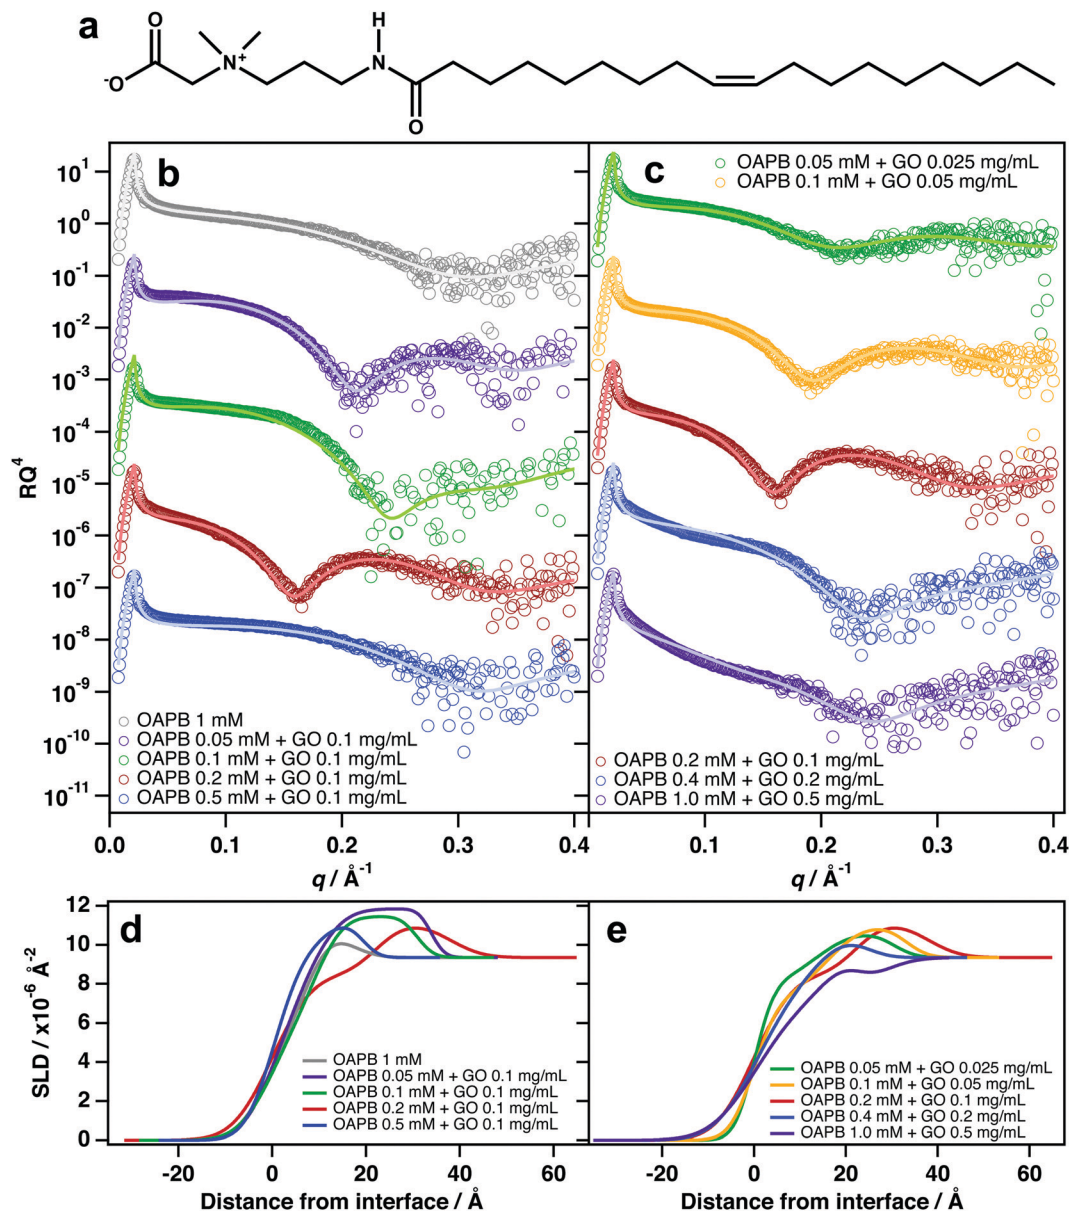 a
O
H
-O
N+
N
O
b
c
RQ4
10^1
10^0
10^-1
10^-2
10^-3
10^-4
10^-5
10^-6
10^-7
10^-8
10^-9
10^-10
10^-11
OAPB 1 mM
OAPB 0.05 mM + GO 0.1 mg/mL
OAPB 0.1 mM + GO 0.1 mg/mL
OAPB 0.2 mM + GO 0.1 mg/mL
OAPB 0.5 mM + GO 0.1 mg/mL
0.0 0.1 0.2 0.3 0.4
q / Å-1
OAPB 0.05 mM + GO 0.025 mg/mL
OAPB 0.1 mM + GO 0.05 mg/mL
OAPB 0.2 mM + GO 0.1 mg/mL
OAPB 0.4 mM + GO 0.2 mg/mL
OAPB 1.0 mM + GO 0.5 mg/mL
0.1 0.2 0.3 0.4
q / Å-1
d
SLD / x10-6 Å-2
12
10
8
6
4
2
0
OAPB 1 mM
OAPB 0.05 mM + GO 0.1 mg/mL
OAPB 0.1 mM + GO 0.1 mg/mL
OAPB 0.2 mM + GO 0.1 mg/mL
OAPB 0.5 mM + GO 0.1 mg/mL
-20 0 20 40 60
Distance from interface / Å
e
OAPB 0.05 mM + GO 0.025 mg/mL
OAPB 0.1 mM + GO 0.05 mg/mL
OAPB 0.2 mM + GO 0.1 mg/mL
OAPB 0.4 mM + GO 0.2 mg/mL
OAPB 1.0 mM + GO 0.5 mg/mL
-20 0 20 40 60
Distance from interface / Å